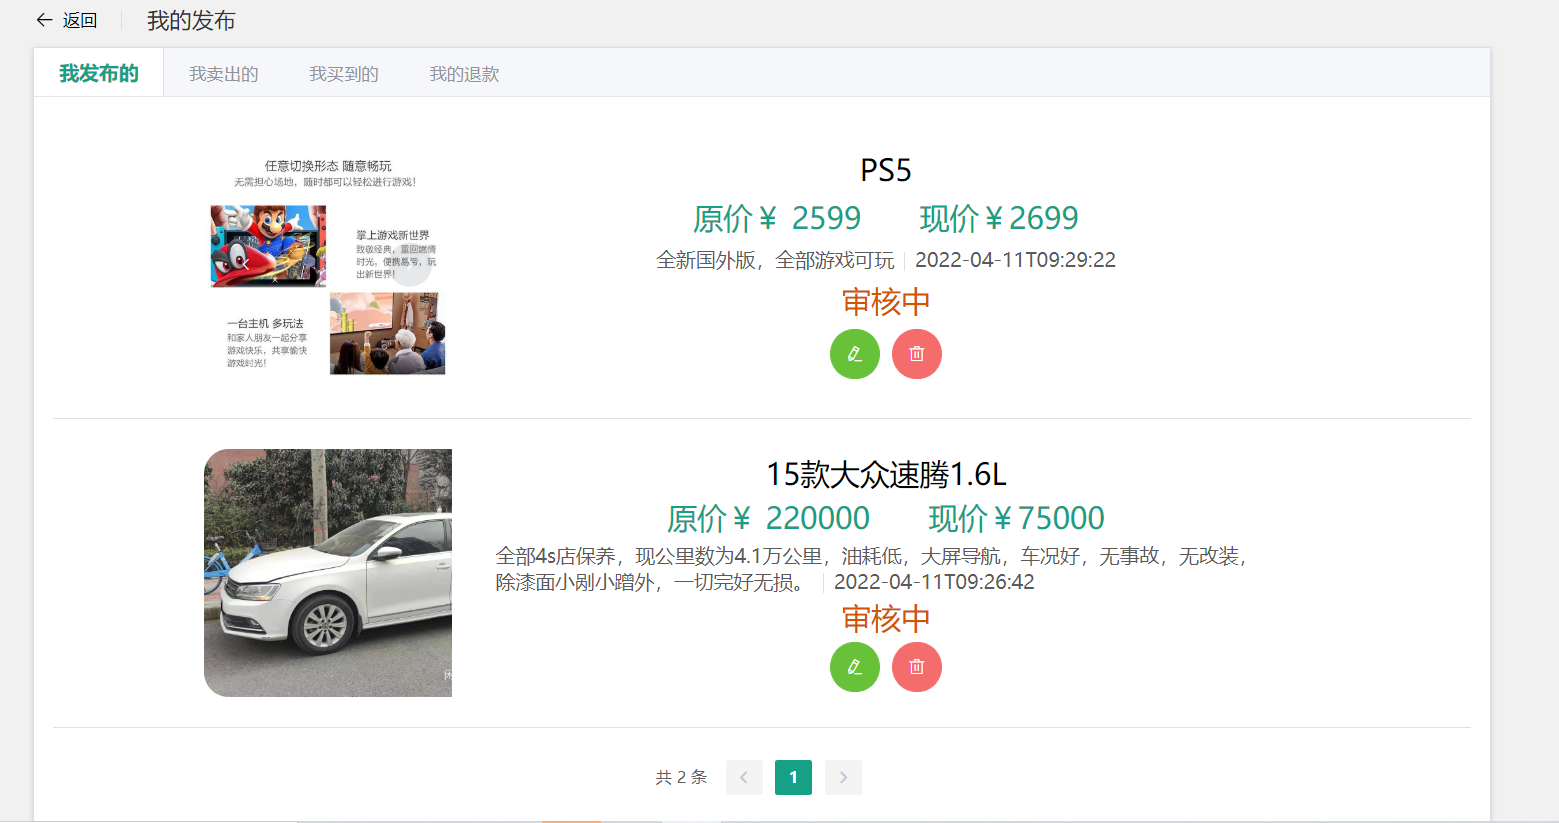 返回
我的发布
我发布的
我卖出的
我买到的
我的退款
任意切换形态 随意畅玩
无需担心场地，随时都可以轻松进行游戏！
掌上游戏新世界
致敬经典，重回燃情
时光，便携易专，玩
出新世界！
一台主机 多玩法
和家人朋友一起分享
游戏快乐，共享愉快
游戏时光！
PS5
原价￥ 2599 现价￥2699
全新国外版，全部游戏可玩 2022-04-11T09:29:22
审核中
15款大众速腾1.6L
原价￥ 220000 现价￥75000
全部4s店保养，现公里数为4.1万公里，油耗低，大屏导航，车况好，无事故，无改装，
除漆面小剐小蹭外，一切完好无损。 2022-04-11T09:26:42
审核中
共 2 条
1